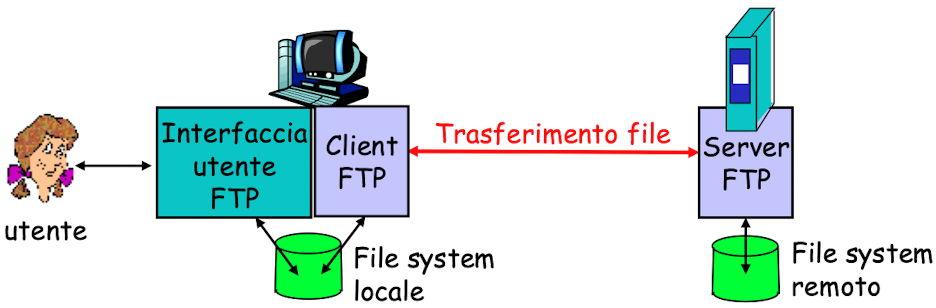 utente
Interfaccia
utente
FTP
Client
FTP
Trasferimento file
Server
FTP
File system
locale
File system
remoto